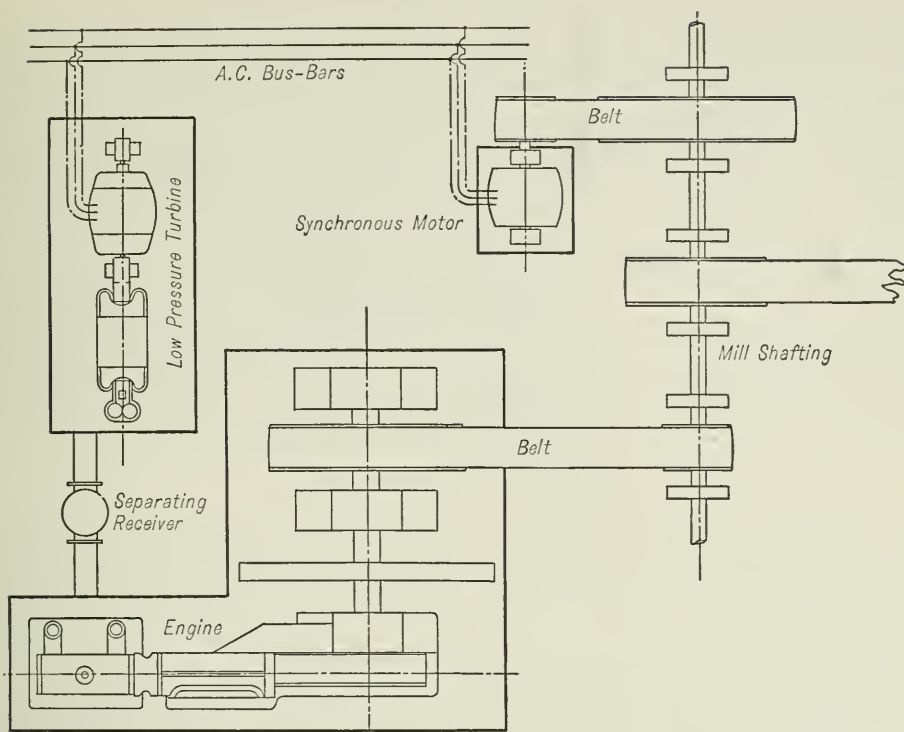 A.C. Bus-Bars
Belt
Synchronous Motor
Low Pressure Turbine
Mill Shafting
Belt
Separating
Receiver
Engine